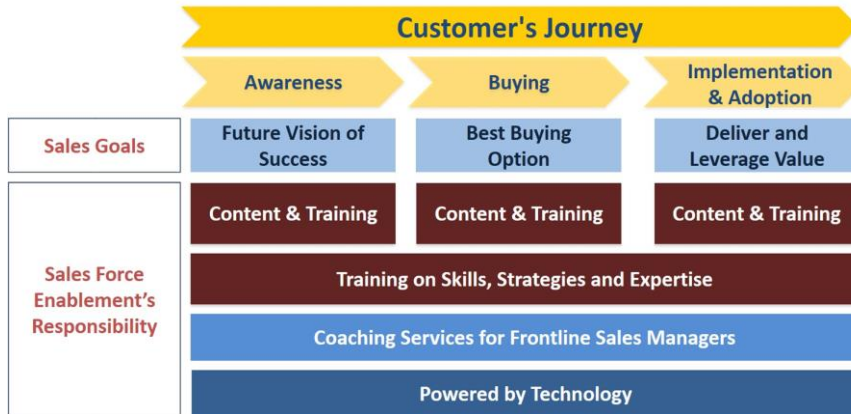 Customer's Journey
Awareness
Buying
Implementation
& Adoption
Sales Goals
Future Vision of
Success
Best Buying
Option
Deliver and
Leverage Value
Sales Force
Enablement’s
Responsibility
Content & Training
Content & Training
Content & Training
Training on Skills, Strategies and Expertise
Coaching Services for Frontline Sales Managers
Powered by Technology